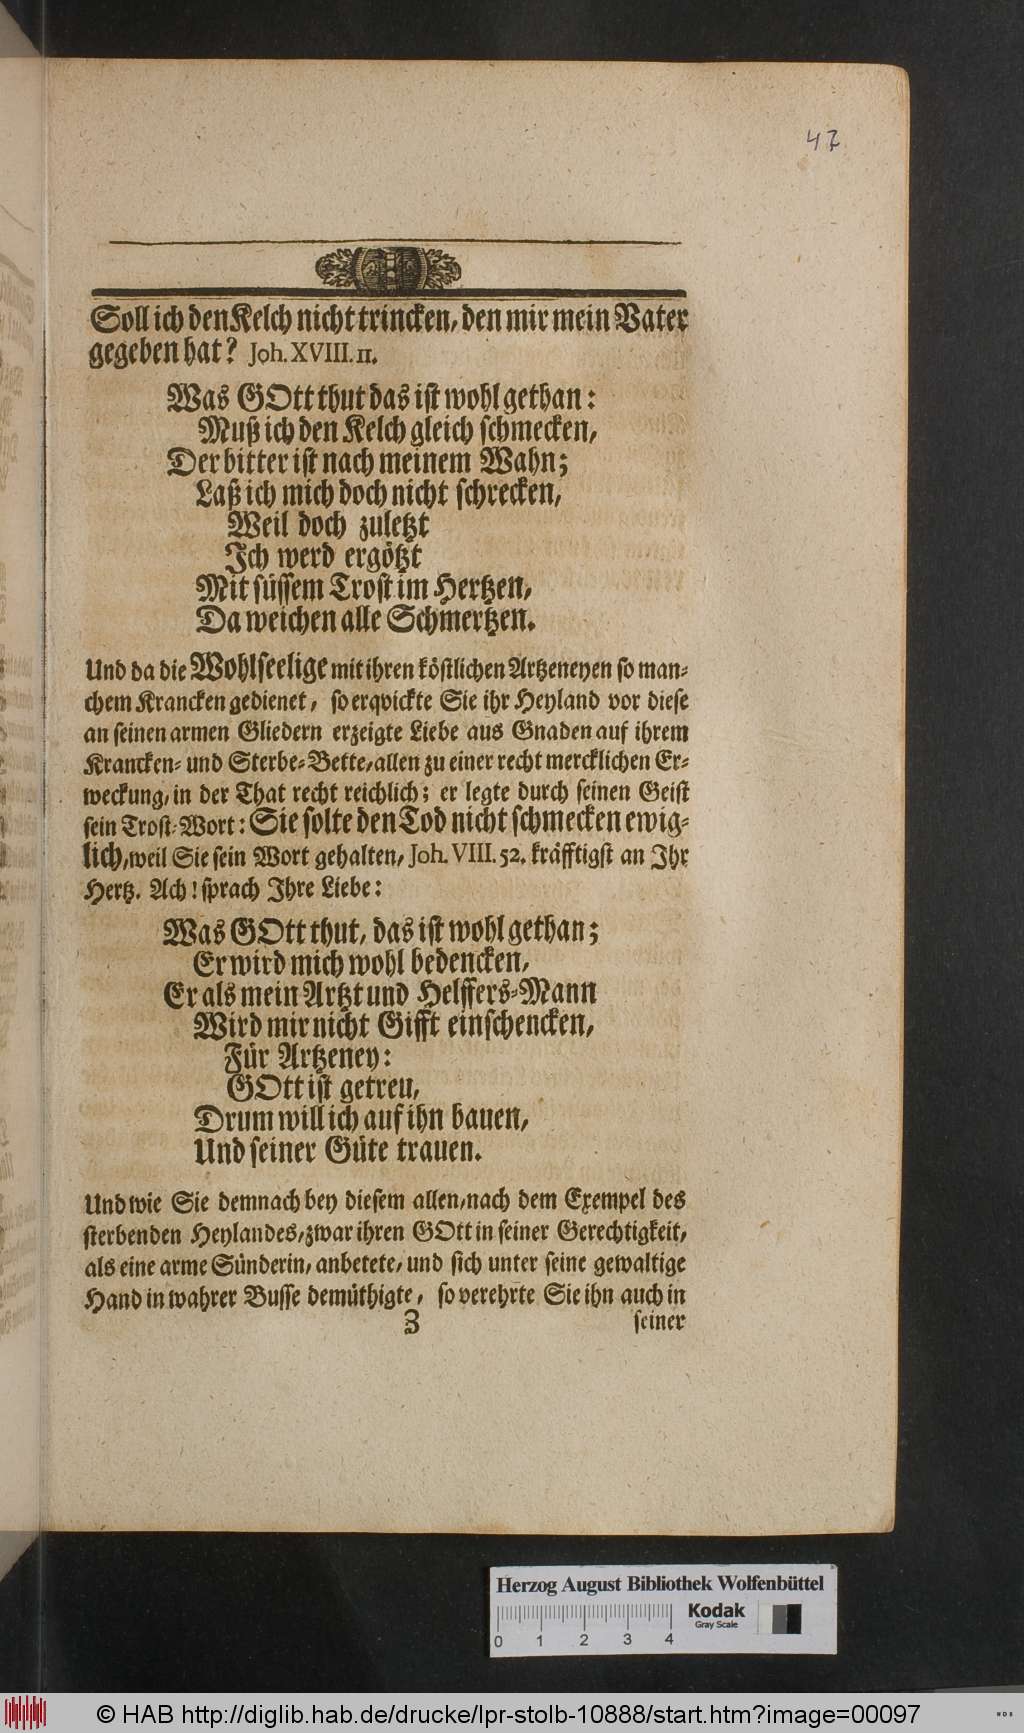 47
Soll ich den Kelch nicht trincken, den mir mein Vater
gegeben hat? Joh. XVIII. 11.
Was GOtt thut das ist wohl gethan:
Muß ich den Kelch gleich schmecken,
Der bitter ist nach meinem Wahn;
Laß ich mich doch nicht schrecken,
Weil doch zuletzt
Ich werd ergötzt
Mit süssem Trost im Hertzen,
Da weichen alle Schmertzen.
Und da die Wohlseelige mit ihren köstlichen Artzeneyen so man-
chem Krancken gedienet, so erqvickte Sie ihr Heyland vor diese
an seinen armen Gliedern erzeigte Liebe aus Gnaden auf ihrem
Krancken- und Sterbe-Bette, allen zu einer recht mercklichen Er-
weckung, in der That recht reichlich; er legte durch seinen Geist
sein Trost-Wort: Sie solte den Tod nicht schmecken ewig-
lich, weil Sie sein Wort gehalten, Joh. VIII. 52. kräfftigst an Ihr
Hertz. Ach! sprach Ihre Liebe:
Was GOtt thut, das ist wohl gethan;
Er wird mich wohl bedencken,
Er als mein Artzt und Helffers-Mann
Wird mir nicht Gifft einschencken,
Für Artzeney:
GOtt ist getreu,
Drum will ich auf ihn bauen,
Und seiner Güte trauen.
Und wie Sie demnach bey diesem allen, nach dem Exempel des
sterbenden Heylandes, zwar ihren GOtt in seiner Gerechtigkeit,
als eine arme Sünderin, anbetete, und sich unter seine gewaltige
Hand in wahrer Busse demüthigte, so verehrte Sie ihn auch in
3 seiner
Herzog August Bibliothek Wolfenbüttel
Kodak
Gray Scale
0 1 2 3 4
© HAB http://diglib.hab.de/drucke/lpr-stolb-10888/start.htm?image=00097